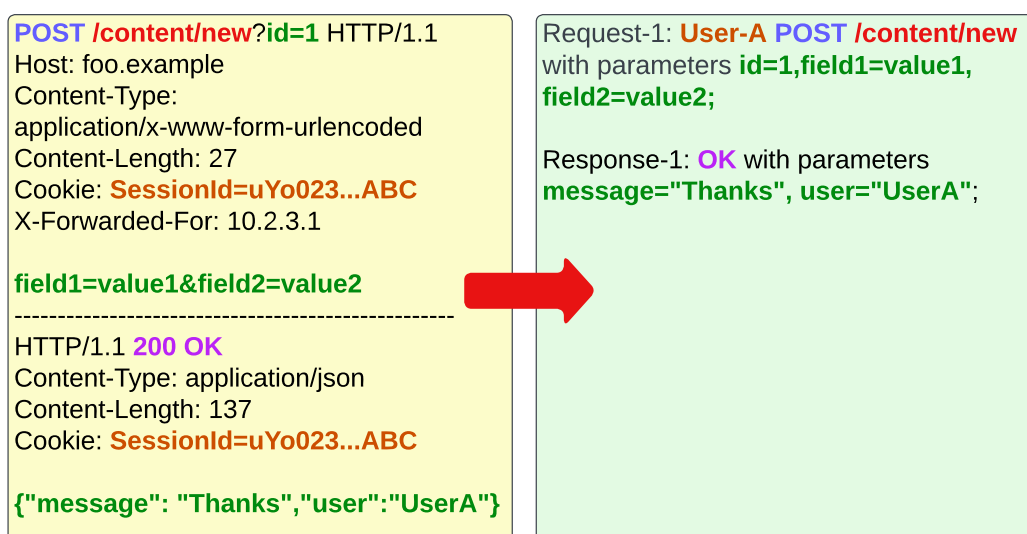 POST /content/new?id=1 HTTP/1.1
Host: foo.example
Content-Type:
application/x-www-form-urlencoded
Content-Length: 27
Cookie: SessionId=uYo023...ABC
X-Forwarded-For: 10.2.3.1
field1=value1&field2=value2
---------------------------------------------------
HTTP/1.1 200 OK
Content-Type: application/json
Content-Length: 137
Cookie: SessionId=uYo023...ABC
{"message": "Thanks","user":"UserA"}
Request-1: User-A POST /content/new
with parameters id=1,field1=value1,
field2=value2;
Response-1: OK with parameters
message="Thanks", user="UserA";